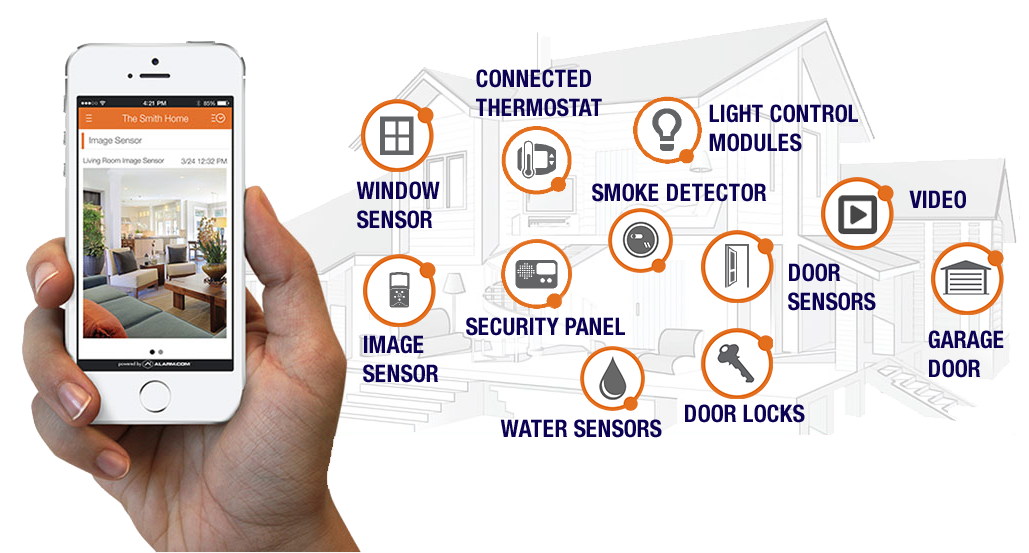 4:21 PM
85%
The Smith Home
Image Sensor
Living Room Image Sensor 3/24 12:32 PM
powered by ALARM.COM
CONNECTED
THERMOSTAT
LIGHT CONTROL
MODULES
WINDOW
SENSOR
SMOKE DETECTOR
VIDEO
DOOR
SENSORS
SECURITY PANEL
IMAGE
SENSOR
GARAGE
DOOR
WATER SENSORS
DOOR LOCKS